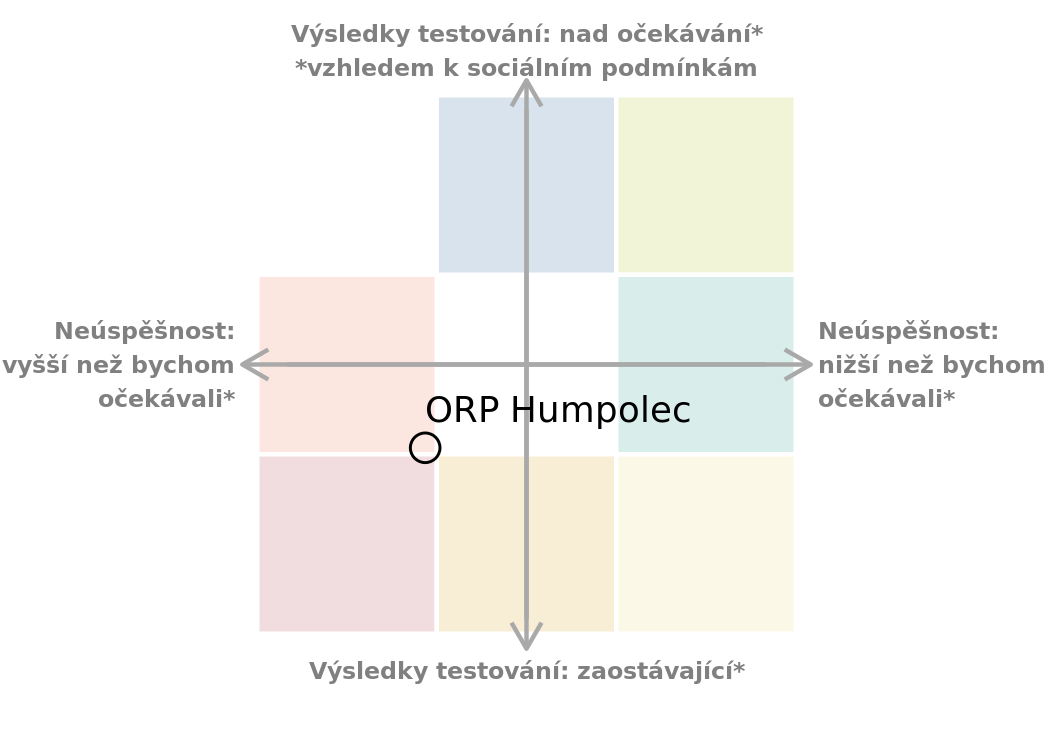 Výsledky testování: nad očekávání*
*vzhledem k sociálním podmínkám
Neúspěšnost:
vyšší než bychom
očekávali*
Neúspěšnost:
nižší než bychom
očekávali*
ORP Humpolec
Výsledky testování: zaostávající*